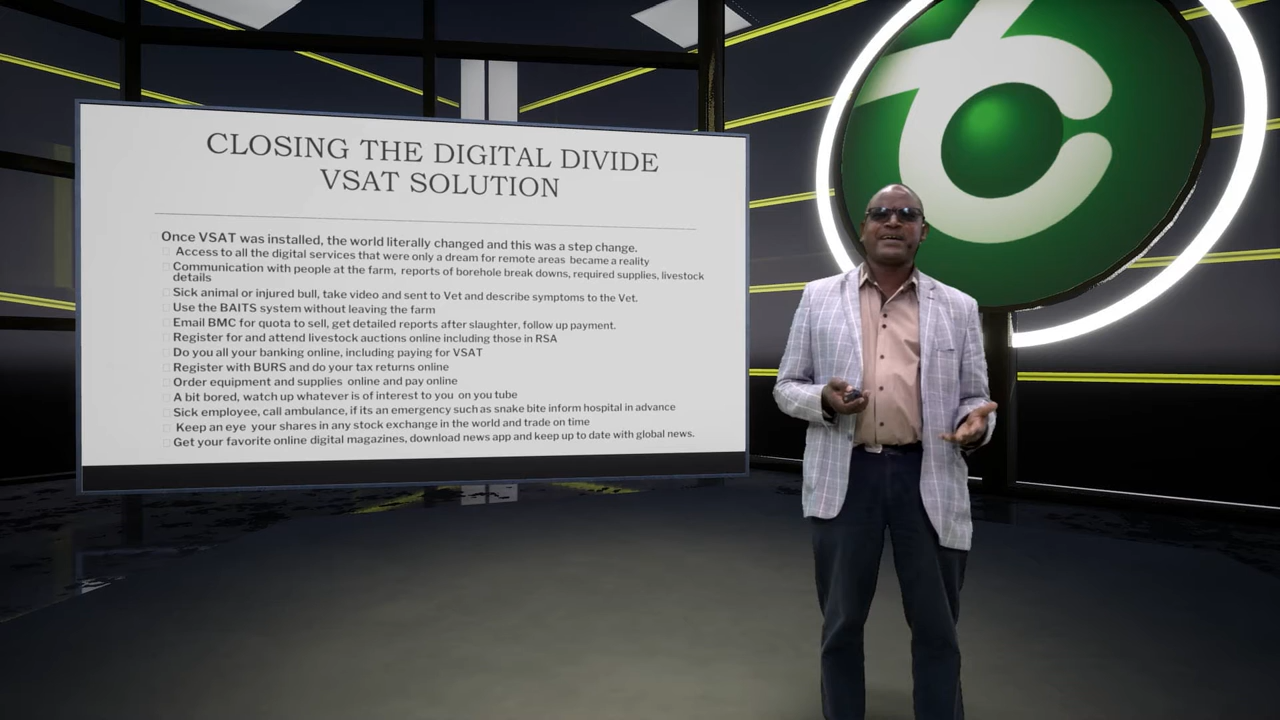 CLOSING THE DIGITAL DIVIDE
VSAT SOLUTION
Once VSAT was installed, the world literally changed and this was a step change.
Access to all the digital services that were only a dream for remote areas became a reality
Communication with people at the farm, reports of borehole break downs, required supplies, livestock
details
Sick animal or injured bull, take video and sent to Vet and describe symptoms to the Vet.
Use the BAITS system without leaving the farm
Email BMC for quota to sell, get detailed reports after slaughter, follow up payment.
Register for and attend livestock auctions online including those in RSA
Do you all your banking online, including paying for VSAT
Register with BURS and do your tax returns online
Order equipment and supplies online and pay online
A bit bored, watch up whatever is of interest to you on you tube
Sick employee, call ambulance, if its an emergency such as snake bite inform hospital in advance
Keep an eye your shares in any stock exchange in the world and trade on time
Get your favorite online digital magazines, download news app and keep up to date with global news.